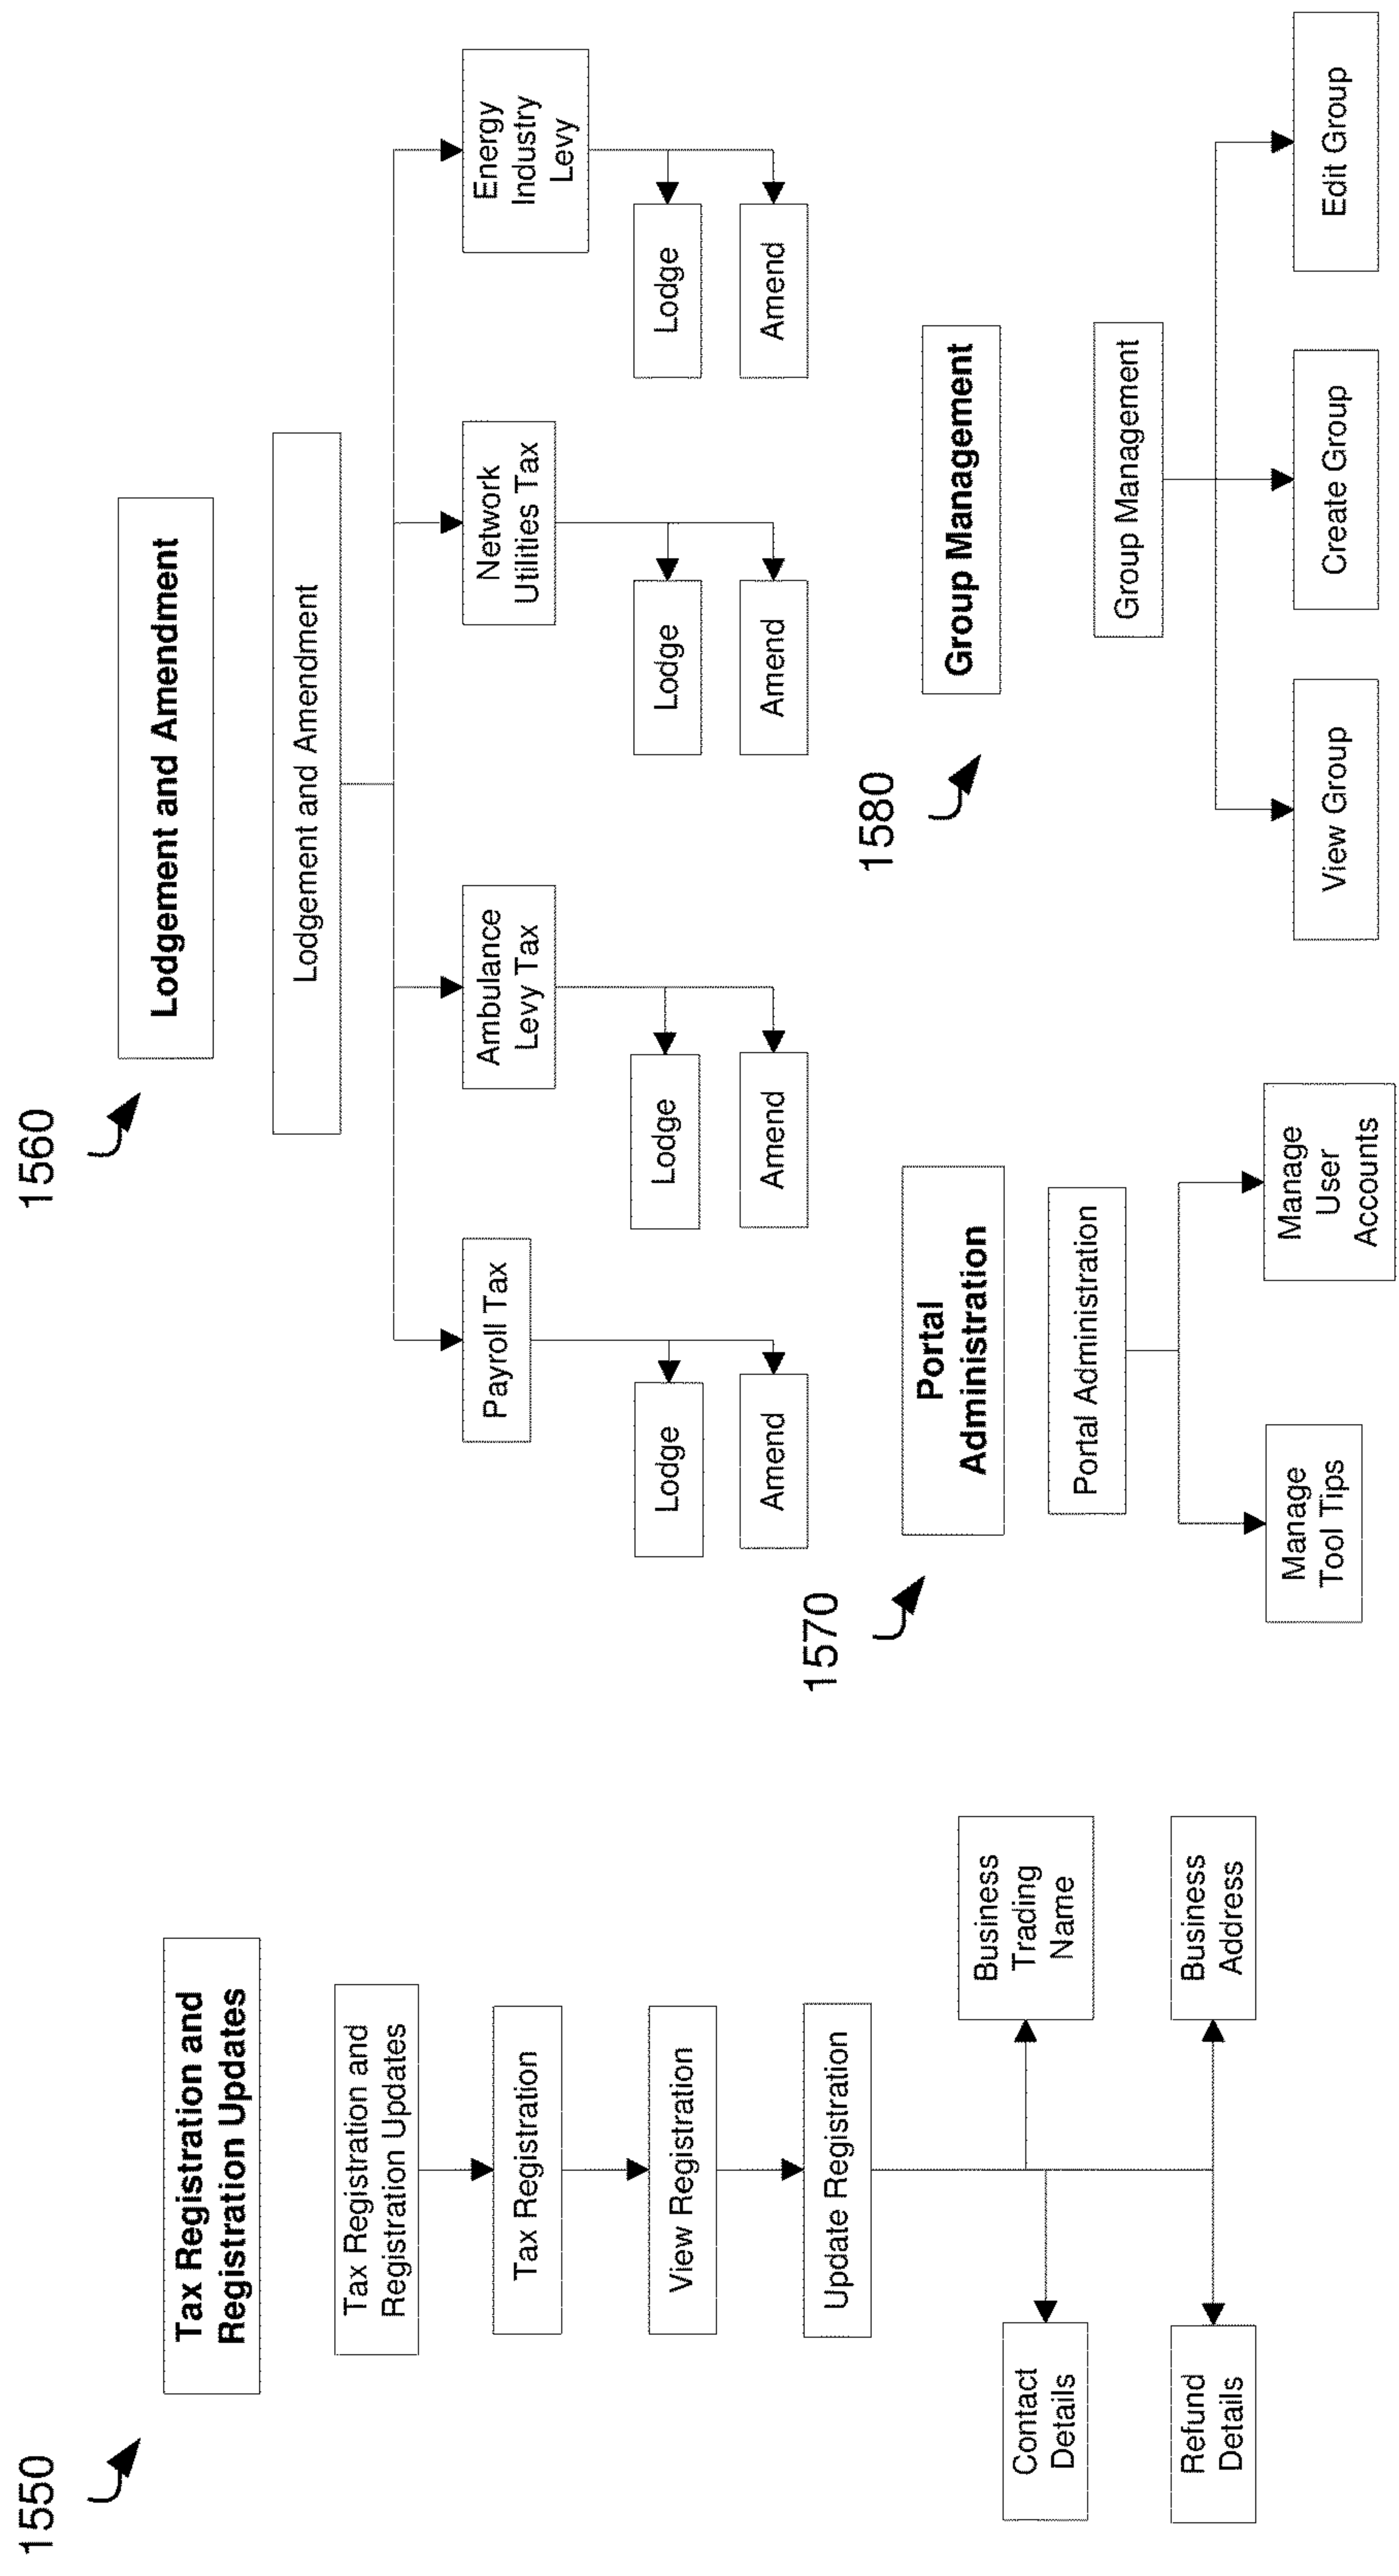 1550
Tax Registration and
Registration Updates
Tax Registration and
Registration Updates
Tax Registration
View Registration
Update Registration
Contact
Details
Business
Trading
Name
Refund
Details
Business
Address
1560
Lodgement and Amendment
Lodgement and Amendment
Payroll Tax
Lodge
Amend
Ambulance
Levy Tax
Lodge
Amend
Network
Utilities Tax
Lodge
Amend
Energy
Industry
Levy
Lodge
Amend
1570
Portal
Administration
Portal Administration
Manage
Tool Tips
Manage
User
Accounts
1580
Group Management
Group Management
View Group
Create Group
Edit Group